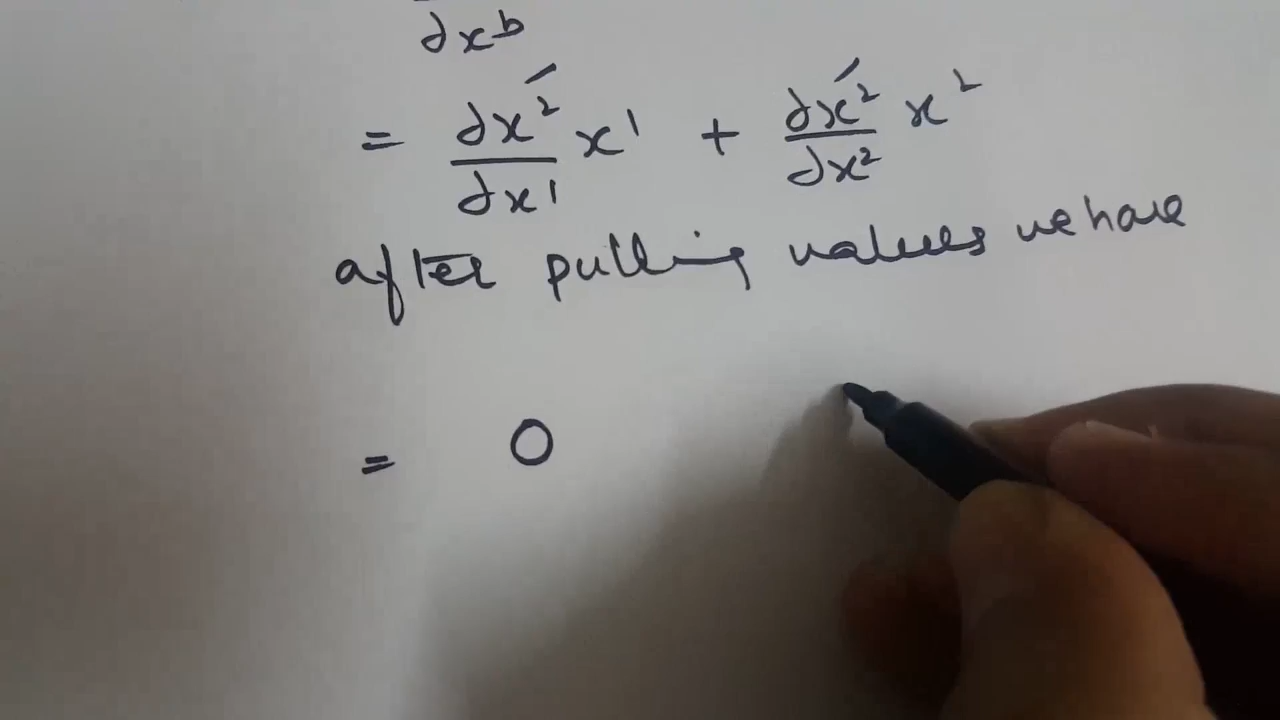 ∂x^b
= ∂x'^2/∂x^1 x^1 + ∂x'^2/∂x^2 x^2
after putting values we have
= 0